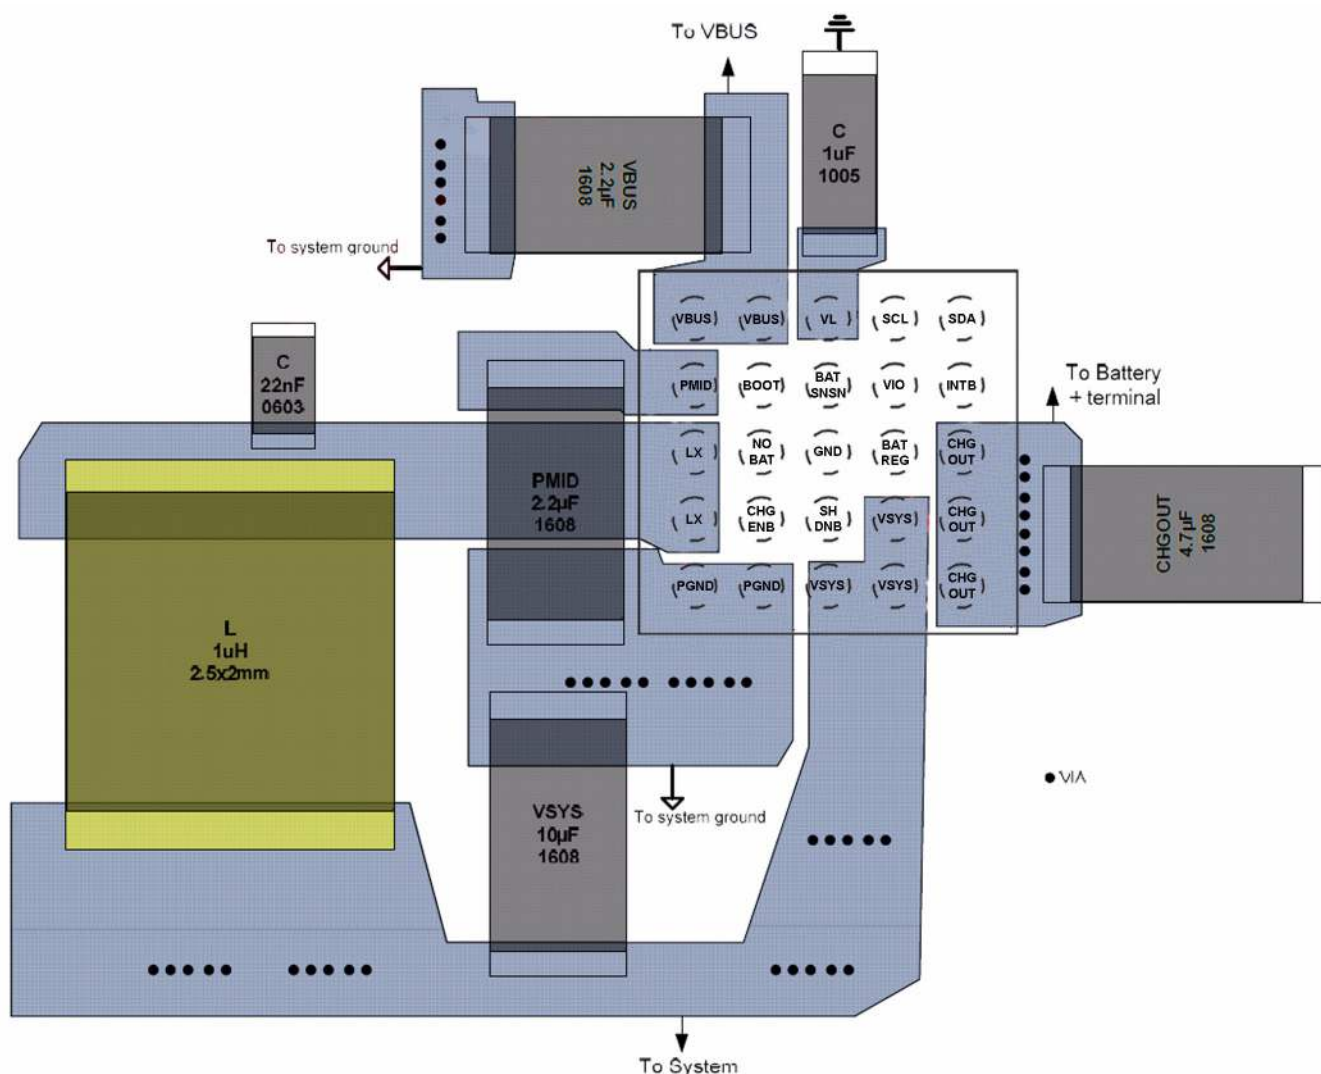 To VBUS
C
1uF
1005
VBUS
2.2µF
1608
To system ground
VBUS
VBUS
VL
SCL
SDA
C
22nF
0603
PMID
BOOT
BAT
SNSN
VIO
INTB
To Battery
+ terminal
LX
NO
BAT
GND
BAT
REG
CHG
OUT
PMID
2.2µF
1608
LX
CHG
ENB
SH
DNB
VSYS
CHG
OUT
CHGOUT
4.7µF
1608
PGND
PGND
VSYS
VSYS
CHG
OUT
L
1uH
2.5x2mm
VIA
VSYS
10µF
1608
To system ground
To System